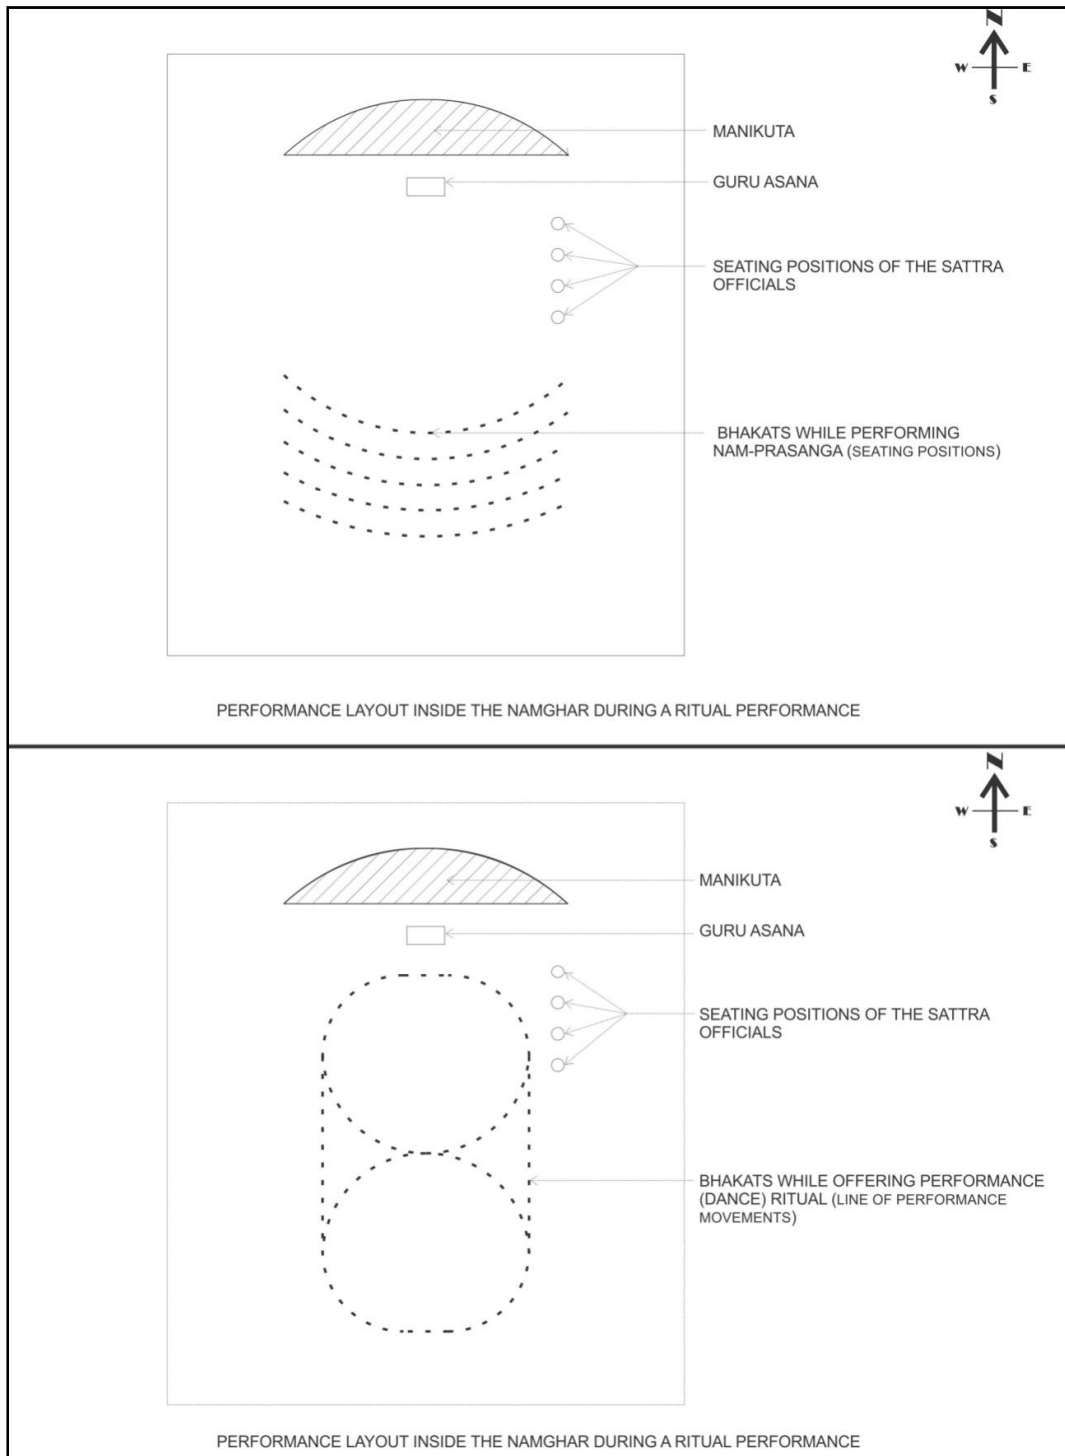 N
W E
S
MANIKUTA
GURU ASANA
SEATING POSITIONS OF THE SATTRA
OFFICIALS
BHAKATS WHILE PERFORMING
NAM-PRASANGA (SEATING POSITIONS)
PERFORMANCE LAYOUT INSIDE THE NAMGHAR DURING A RITUAL PERFORMANCE
N
W E
S
MANIKUTA
GURU ASANA
SEATING POSITIONS OF THE SATTRA
OFFICIALS
BHAKATS WHILE OFFERING PERFORMANCE
(DANCE) RITUAL (LINE OF PERFORMANCE
MOVEMENTS)
PERFORMANCE LAYOUT INSIDE THE NAMGHAR DURING A RITUAL PERFORMANCE